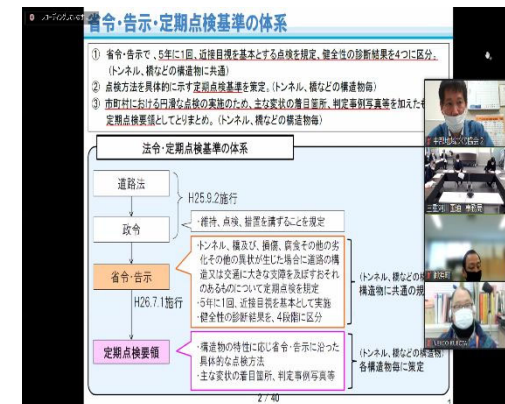 省令・告示・定期点検基準の体系
① 省令・告示で、5年に1回、近接目視を基本とする点検を規定、健全性の診断結果を4つに区分。
(トンネル、橋などの構造物に共通)
② 点検方法を具体的に示す定期点検基準を策定。(トンネル、橋などの構造物毎)
③ 市町村における円滑な点検の実施のため、主な変状の着目箇所、判定事例写真等を加えた
定期点検要領としてとりまとめ。(トンネル、橋などの構造物毎)
法令・定期点検基準の体系
道路法
H25.9.2施行
政令
・維持、点検、措置を講ずることを規定
省令・告示
・トンネル、橋及び、損傷、腐食その他の劣
化その他の異状が生じた場合に道路の構
造又は交通に大きな支障を及ぼすおそれ
のあるものについて定期点検を規定
・5年に1回、近接目視を基本として実施
・健全性の診断結果を、4段階に区分
(トンネル、橋などの
構造物に共通の規
H26.7.1施行
定期点検要領
・構造物の特性に応じ省令・告示に沿った
具体的な点検方法
・主な変状の着目箇所、判定事例写真等
(トンネル、橋などの構造物
各構造物毎に策定
2 / 40
1